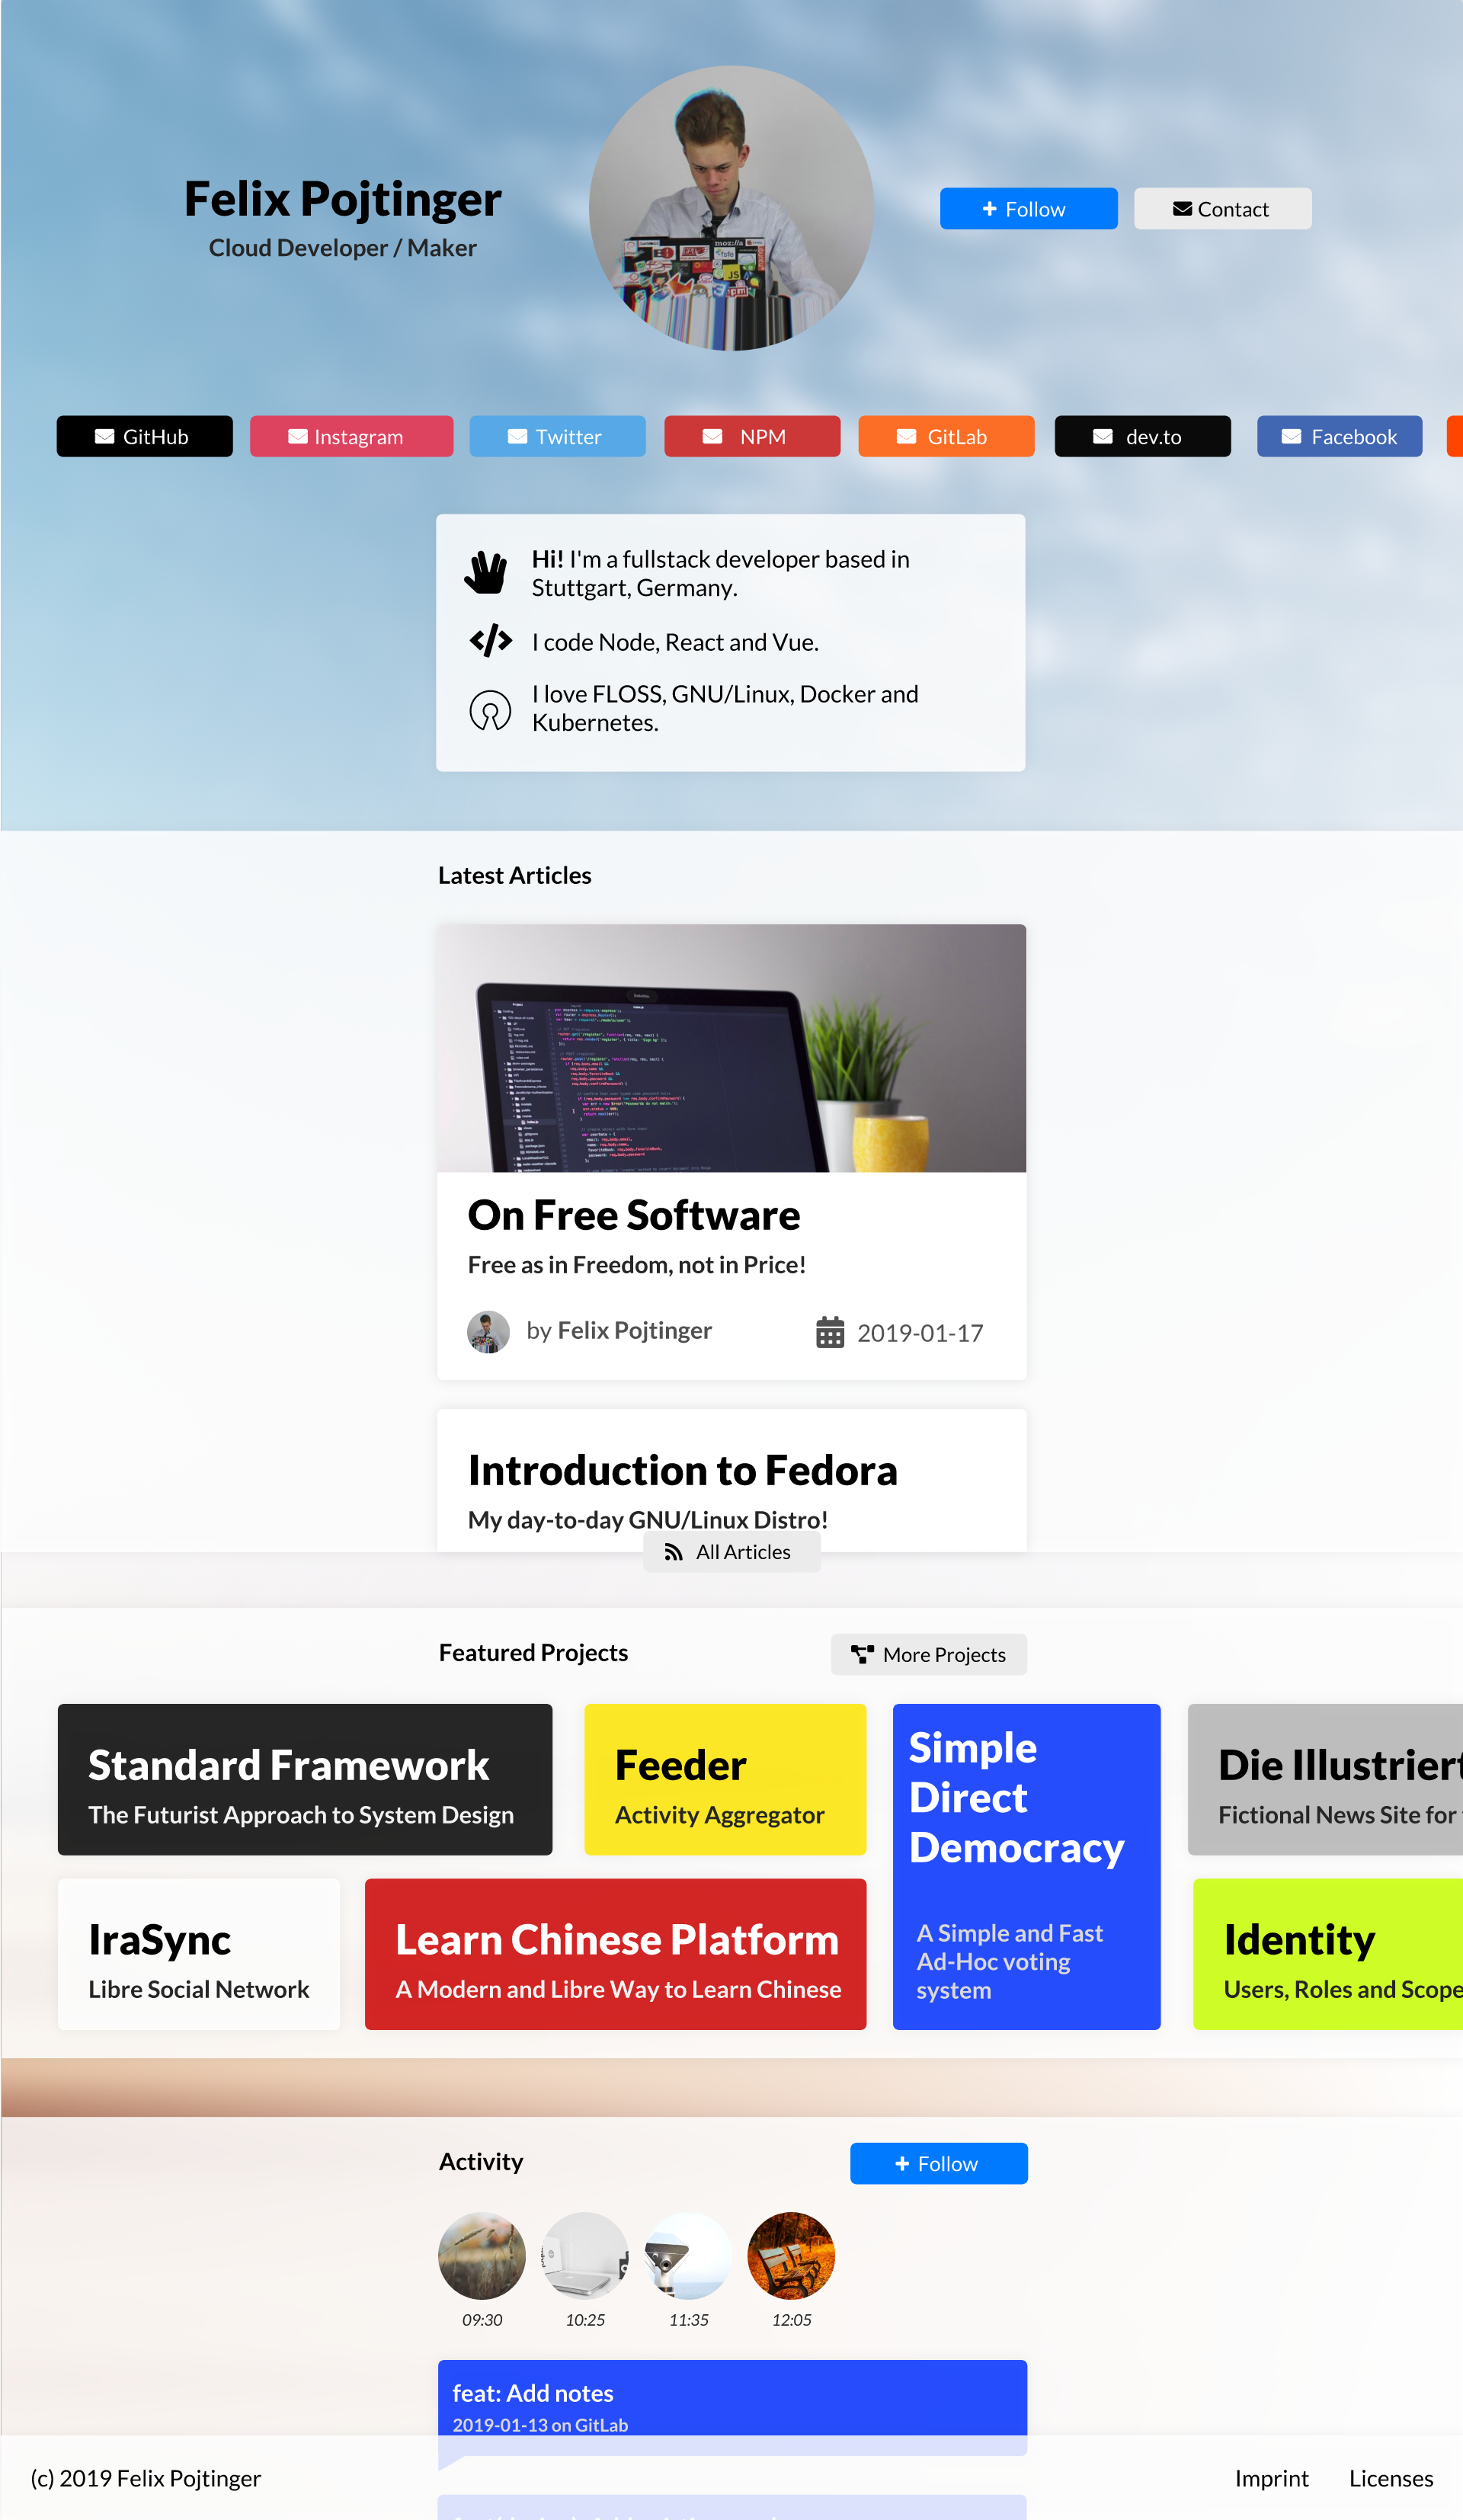 Felix Pojtinger
Cloud Developer / Maker
moz://a
fsfe
JS
npm
Follow
Contact
GitHub
Instagram
Twitter
NPM
GitLab
dev.to
Facebook
Hi! I'm a fullstack developer based in
Stuttgart, Germany.
I code Node, React and Vue.
I love FLOSS, GNU/Linux, Docker and
Kubernetes.
Latest Articles
On Free Software
Free as in Freedom, not in Price!
by Felix Pojtinger
2019-01-17
Introduction to Fedora
My day-to-day GNU/Linux Distro!
All Articles
Featured Projects
More Projects
Standard Framework
The Futurist Approach to System Design
Feeder
Activity Aggregator
Simple
Direct
Democracy
A Simple and Fast
Ad-Hoc voting
system
Die Illustriert
Fictional News Site for
IraSync
Libre Social Network
Learn Chinese Platform
A Modern and Libre Way to Learn Chinese
Identity
Users, Roles and Scope
Activity
Follow
09:30
10:25
11:35
12:05
feat: Add notes
2019-01-13 on GitLab
(c) 2019 Felix Pojtinger
Imprint
Licenses